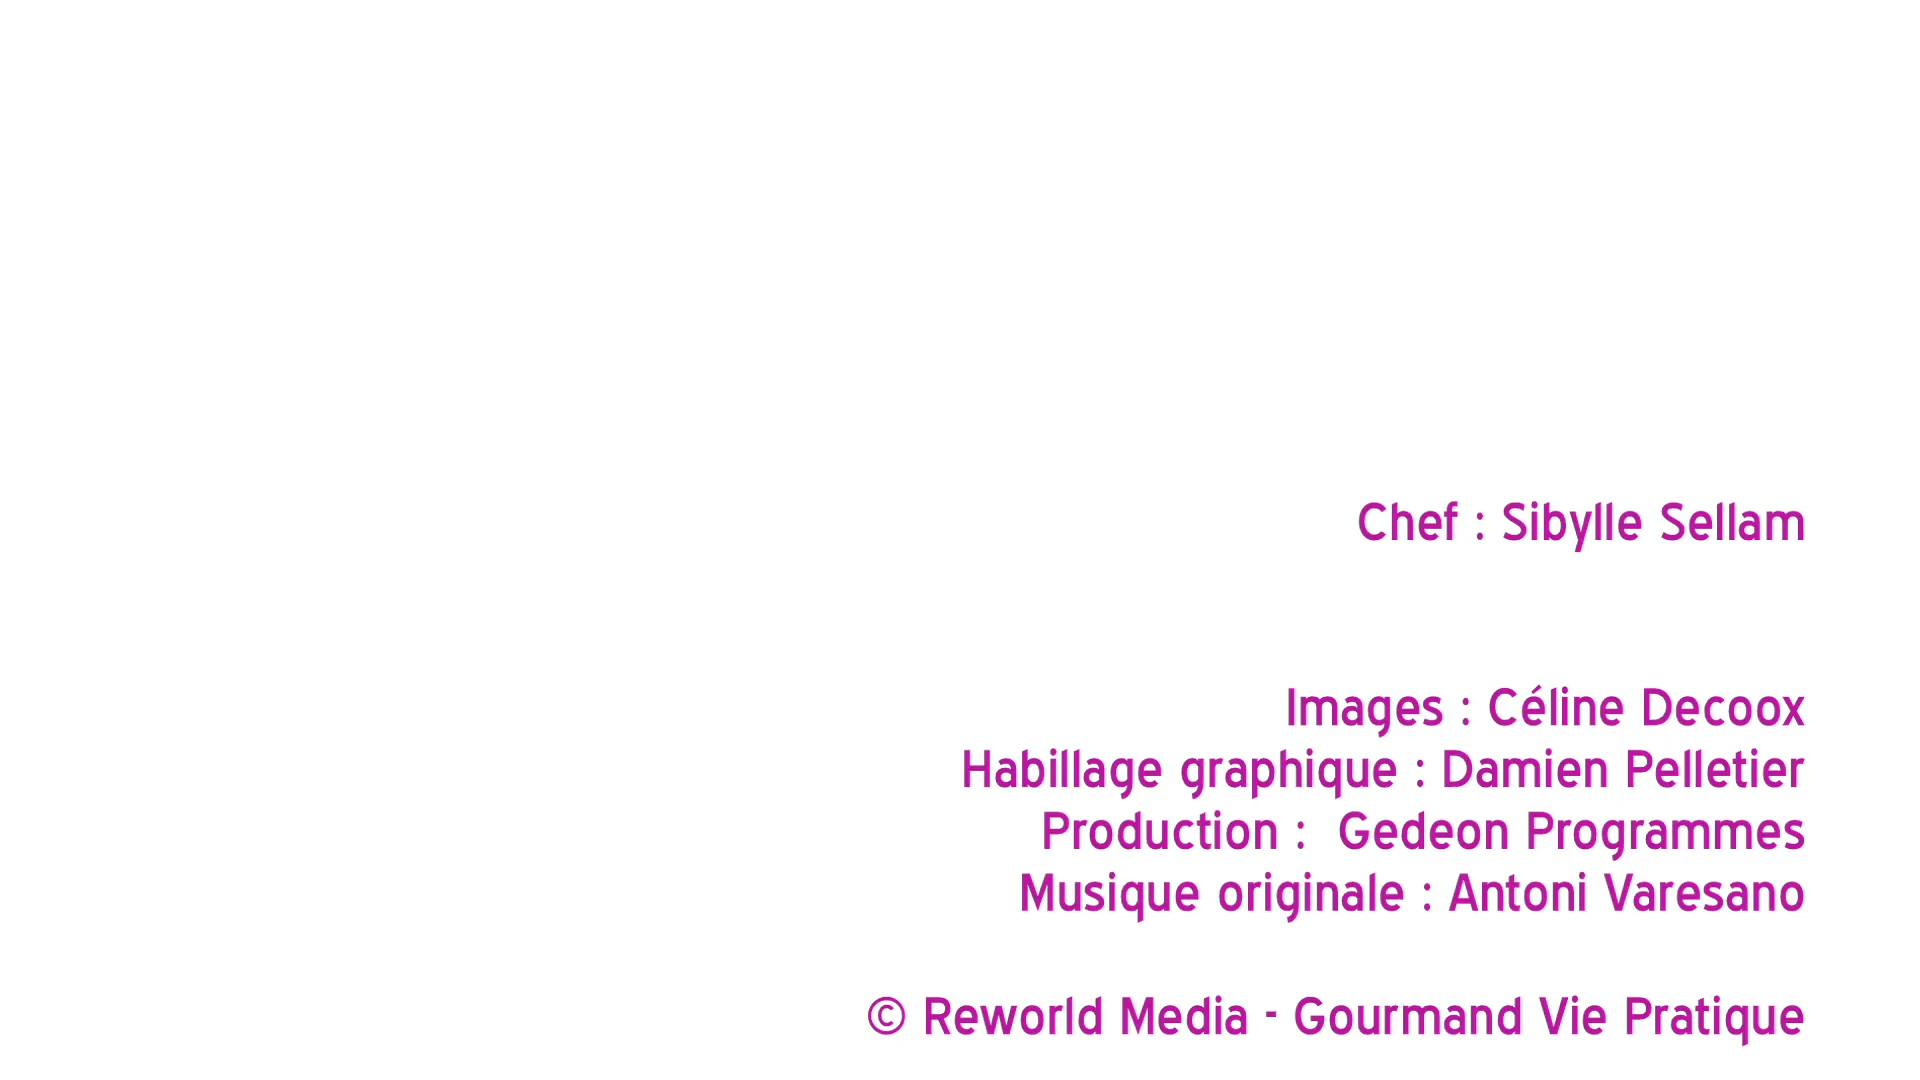 Chef : Sibylle Sellam
Images : Céline Decoox
Habillage graphique : Damien Pelletier
Production :  Gedeon Programmes
Musique originale : Antoni Varesano
© Reworld Media - Gourmand Vie Pratique